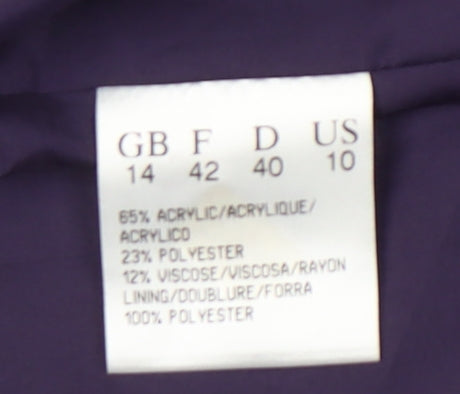 GB F D US
14 42 40 10
65% ACRYLIC/ACRYLIQUE/
ACRYLICO
23% POLYESTER
12% VISCOSE/VISCOSA/RAYON
LINING/DOUBLURE/FORRA
100% POLYESTER